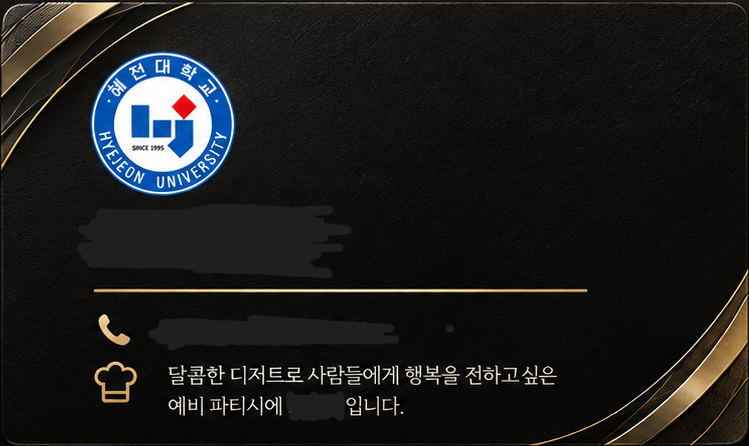 혜전대학교
HYEJEON UNIVERSITY
hj
SINCE 1995
달콤한 디저트로 사람들에게 행복을 전하고싶은
예비 파티시에 입니다.